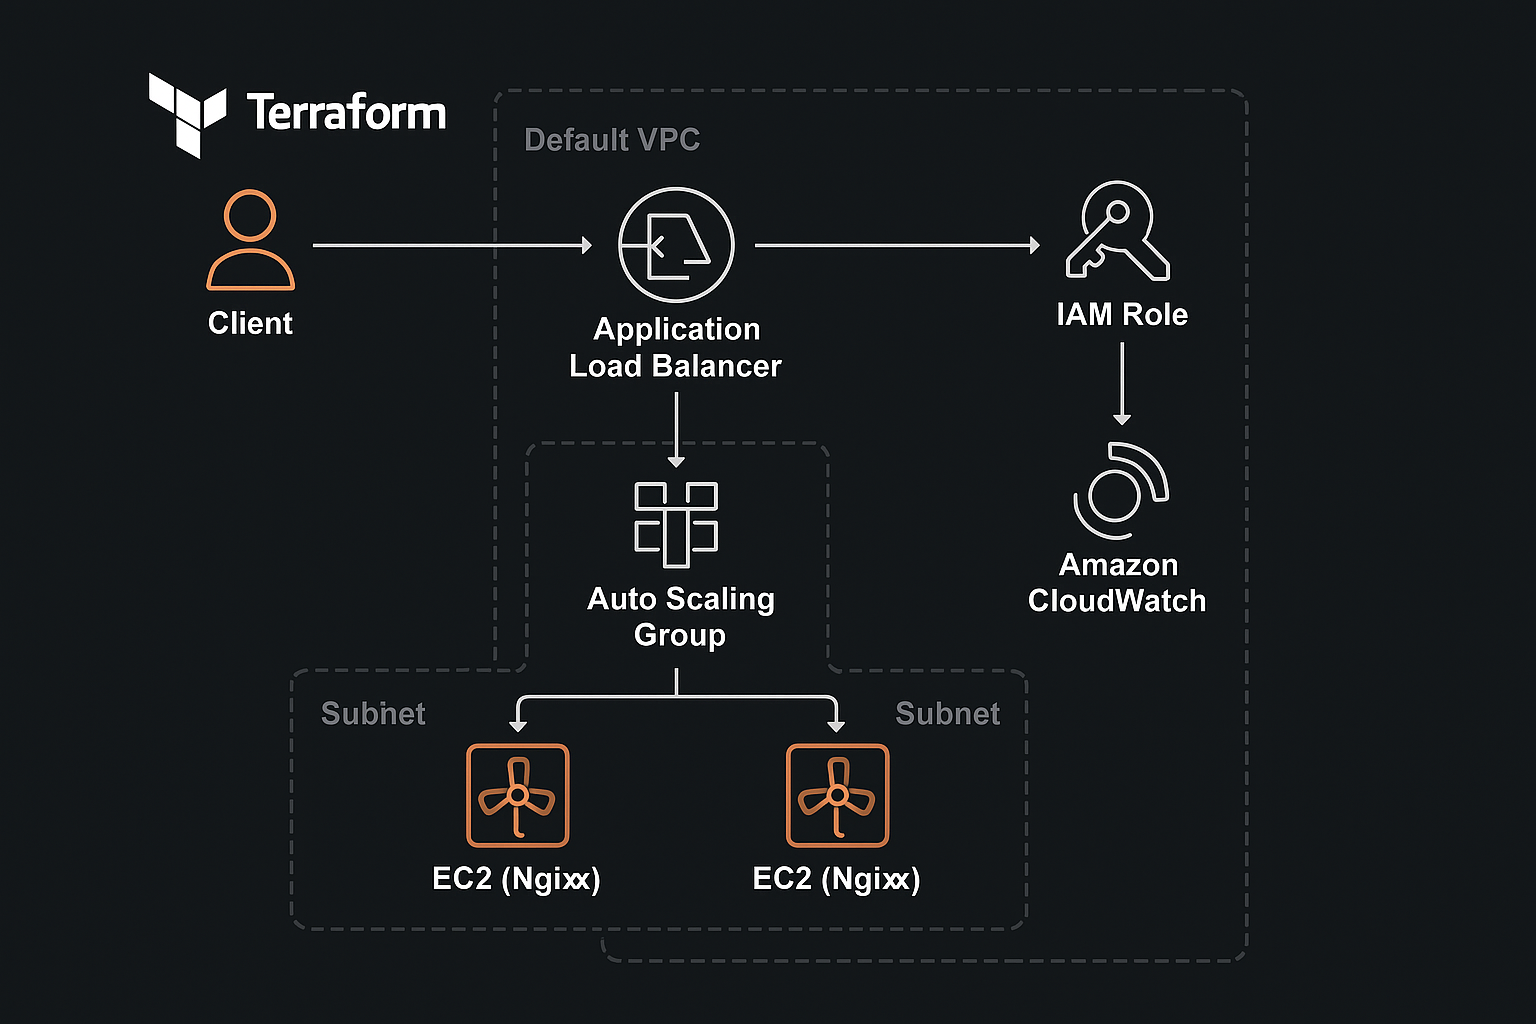 Terraform
Default VPC
Client
Application
Load Balancer
IAM Role
Amazon
CloudWatch
Auto Scaling
Group
Subnet
Subnet
EC2 (Ngixx)
EC2 (Ngixx)